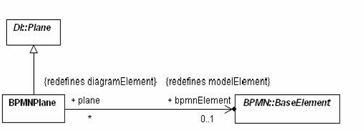 DI::Plane
{redefines diagramElement} {redefines modelElement}
BPMNPlane
+ plane
+ bpmnElement
BPMN::BaseElement
*
0..1